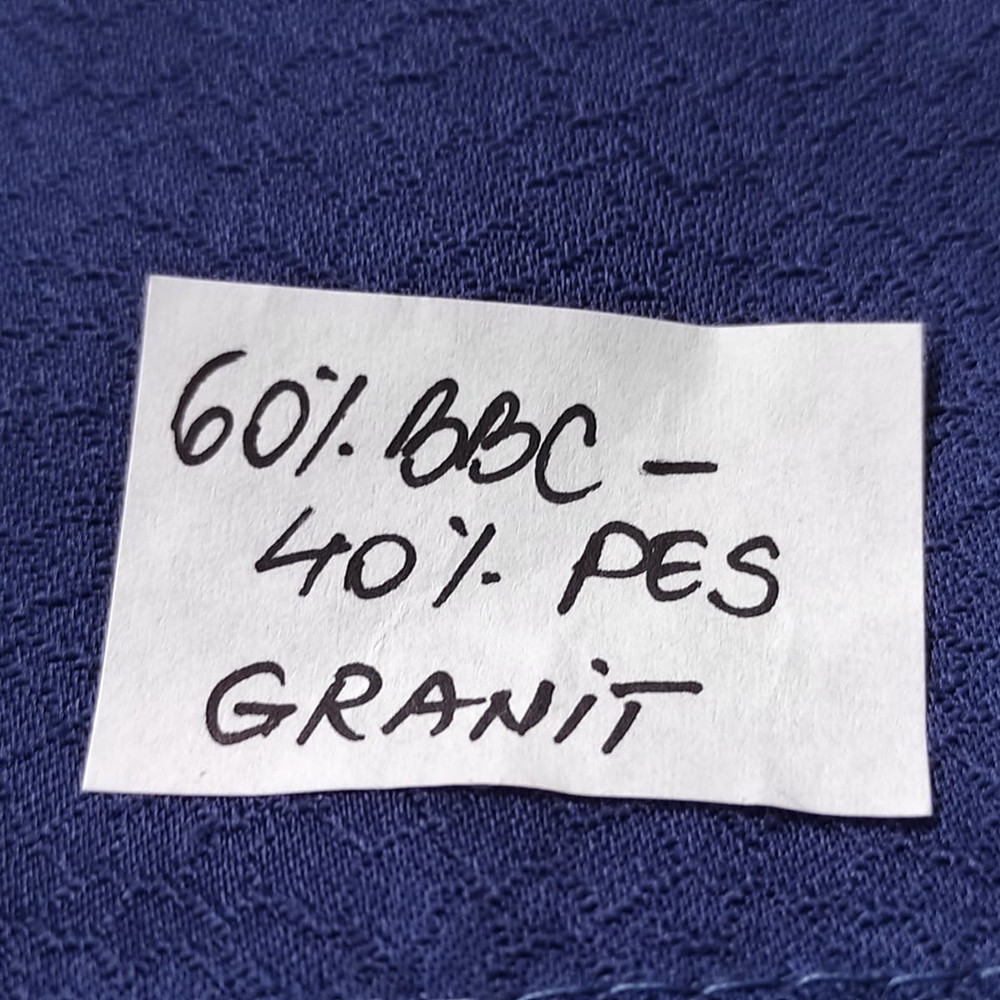 60% BBC -
40% PES
GRANiT